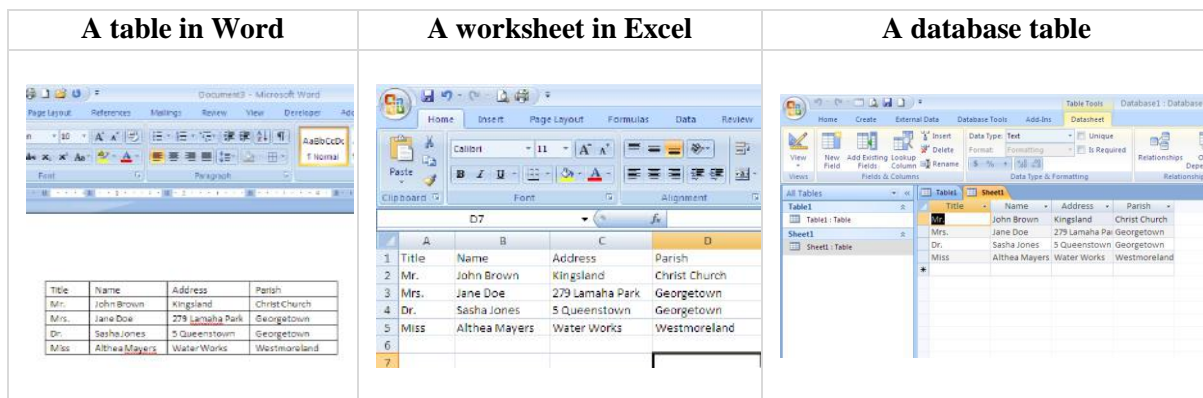 A table in Word A worksheet in Excel A database table
Document3 - Microsoft Word
Page Layout References Mailings Review View Developer
10
AaBbCcDc
¶ Normal
Font Paragraph
Title Name Address Parish
Mr. John Brown Kingsland Christ Church
Mrs. Jane Doe 279 Lamaha Park Georgetown
Dr. Sasha Jones 5 Queenstown Georgetown
Miss Althea Mayers Water Works Westmoreland
Home Insert Page Layout Formulas Data Review
Calibri 11
Paste
B I U
Clipboard Font Alignment
D7 fx
A B C D
1 Title Name Address Parish
2 Mr. John Brown Kingsland Christ Church
3 Mrs. Jane Doe 279 Lamaha Park Georgetown
4 Dr. Sasha Jones 5 Queenstown Georgetown
5 Miss Althea Mayers Water Works Westmoreland
6
7
Table Tools Database1 : Database
Home Create External Data Database Tools Add-Ins Datasheet
View New Field Add Existing Fields Lookup Column Insert Delete Rename
Data Type: Text Unique
Format: Formatting Is Required
Relationships
Views Fields & Columns Data Type & Formatting
All Tables Table1 Sheet1
Table1
Table1 : Table
Sheet1
Sheet1 : Table
Title Name Address Parish
Mr. John Brown Kingsland Christ Church
Mrs. Jane Doe 279 Lamaha Par Georgetown
Dr. Sasha Jones 5 Queenstown Georgetown
Miss Althea Mayers Water Works Westmoreland